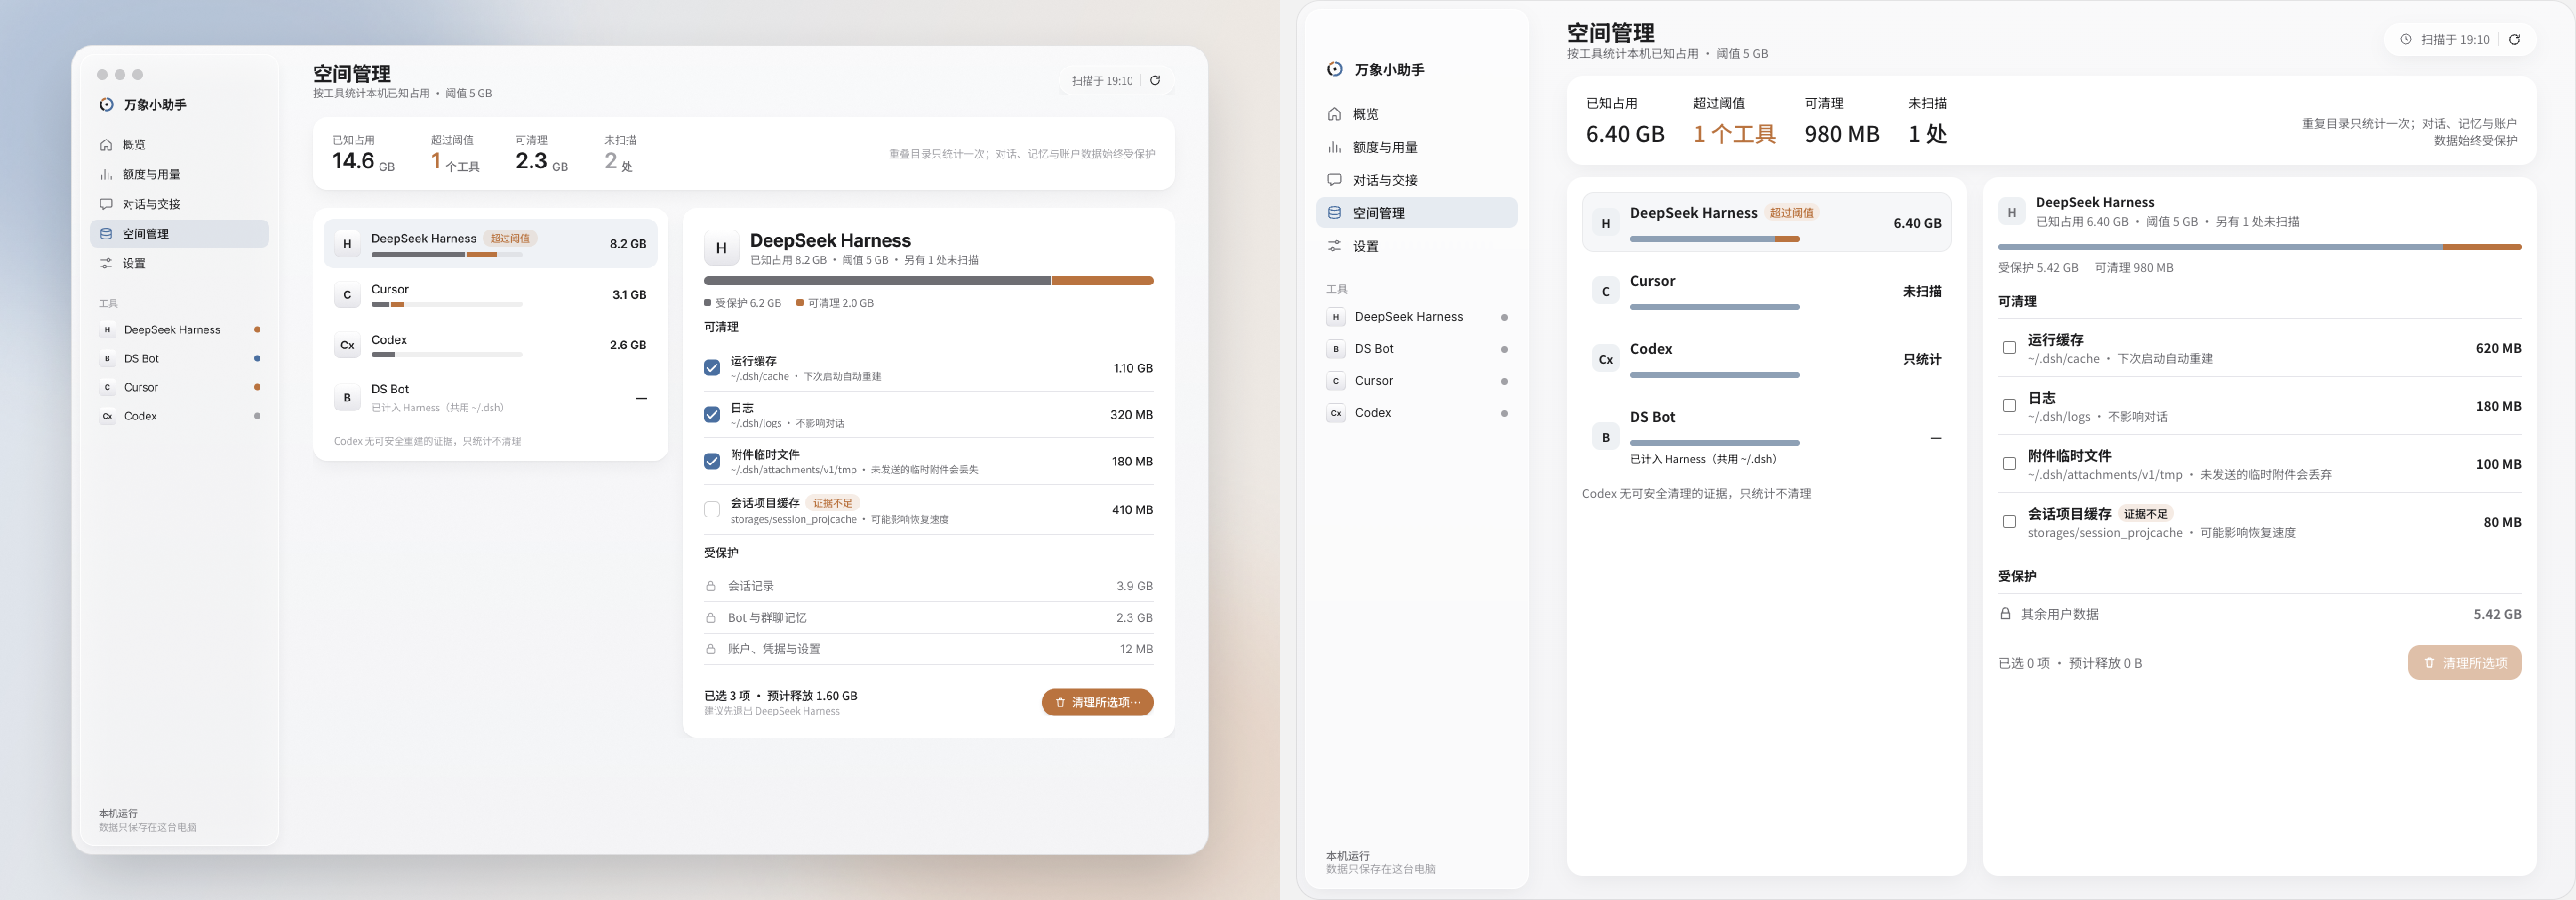 万象小助手
概览
额度与用量
对话与交接
空间管理
设置
工具
H DeepSeek Harness
B DS Bot
C Cursor
Cx Codex
本机运行
数据只保存在这台电脑
空间管理
按工具统计本机已知占用 · 阈值 5 GB
扫描于 19:10
已知占用 超过阈值 可清理 未扫描
14.6 GB 1 个工具 2.3 GB 2 处
重叠目录只统计一次；对话、记忆与账户数据始终受保护
H DeepSeek Harness 超过阈值 8.2 GB
C Cursor 3.1 GB
Cx Codex 2.6 GB
B DS Bot —
已计入 Harness（共用 ~/.dsh）
Codex 无可安全重建的证据，只统计不清理
H DeepSeek Harness
已知占用 8.2 GB · 阈值 5 GB · 另有 1 处未扫描
受保护 6.2 GB 可清理 2.0 GB
可清理
运行缓存 1.10 GB
~/.dsh/cache · 下次启动自动重建
日志 320 MB
~/.dsh/logs · 不影响对话
附件临时文件 180 MB
~/.dsh/attachments/v1/tmp · 未发送的临时附件会丢失
会话项目缓存 证据不足 410 MB
storages/session_projcache · 可能影响恢复速度
受保护
会话记录 3.9 GB
Bot 与群聊记忆 2.3 GB
账户、凭据与设置 12 MB
已选 3 项 · 预计释放 1.60 GB
建议先退出 DeepSeek Harness
清理所选项…
万象小助手
概览
额度与用量
对话与交接
空间管理
设置
工具
H DeepSeek Harness
B DS Bot
C Cursor
Cx Codex
本机运行
数据只保存在这台电脑
空间管理
按工具统计本机已知占用 · 阈值 5 GB
扫描于 19:10
已知占用 超过阈值 可清理 未扫描
6.40 GB 1 个工具 980 MB 1 处
重复目录只统计一次；对话、记忆与账户
数据始终受保护
H DeepSeek Harness 超过阈值 6.40 GB
C Cursor 未扫描
Cx Codex 只统计
B DS Bot —
已计入 Harness（共用 ~/.dsh）
Codex 无可安全清理的证据，只统计不清理
H DeepSeek Harness
已知占用 6.40 GB · 阈值 5 GB · 另有 1 处未扫描
受保护 5.42 GB 可清理 980 MB
可清理
运行缓存 620 MB
~/.dsh/cache · 下次启动自动重建
日志 180 MB
~/.dsh/logs · 不影响对话
附件临时文件 100 MB
~/.dsh/attachments/v1/tmp · 未发送的临时附件会丢弃
会话项目缓存 证据不足 80 MB
storages/session_projcache · 可能影响恢复速度
受保护
其余用户数据 5.42 GB
已选 0 项 · 预计释放 0 B
清理所选项